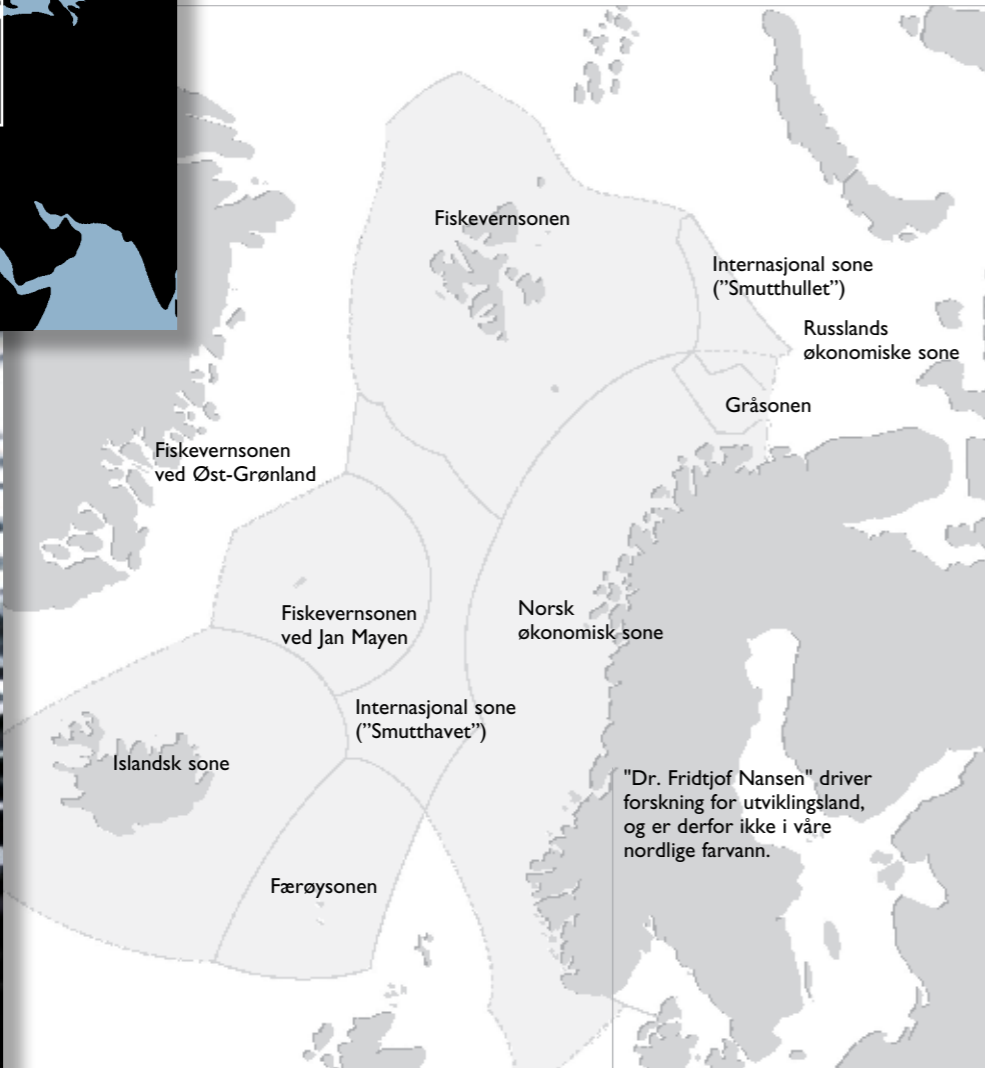 Fiskevernsonen
Internasjonal sone
(”Smutthullet”)
Russlands
økonomiske sone
Gråsonen
Fiskevernsonen
ved Øst-Grønland
Fiskevernsonen
ved Jan Mayen
Norsk
økonomisk sone
Internasjonal sone
(”Smutthavet”)
Islandsk sone
"Dr. Fridtjof Nansen" driver
forskning for utviklingsland,
og er derfor ikke i våre
nordlige farvann.
Færøysonen